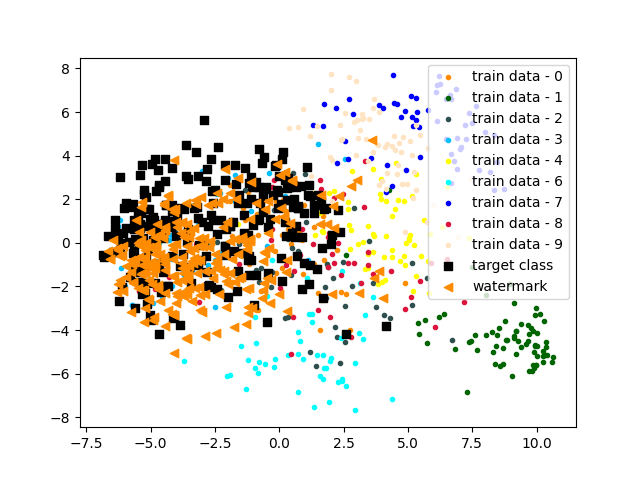 8
6
4
2
0
−2
−4
−6
−8
−7.5 −5.0 −2.5 0.0 2.5 5.0 7.5 10.0
train data - 0
train data - 1
train data - 2
train data - 3
train data - 4
train data - 6
train data - 7
train data - 8
train data - 9
target class
watermark